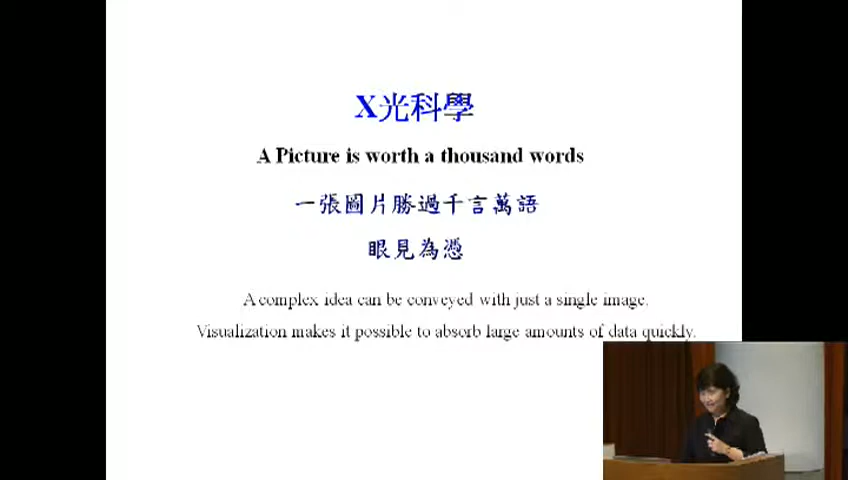 X光科學
A Picture is worth a thousand words
一張圖片勝過千言萬語
眼見為憑
A complex idea can be conveyed with just a single image.
Visualization makes it possible to absorb large amounts of data quickly.